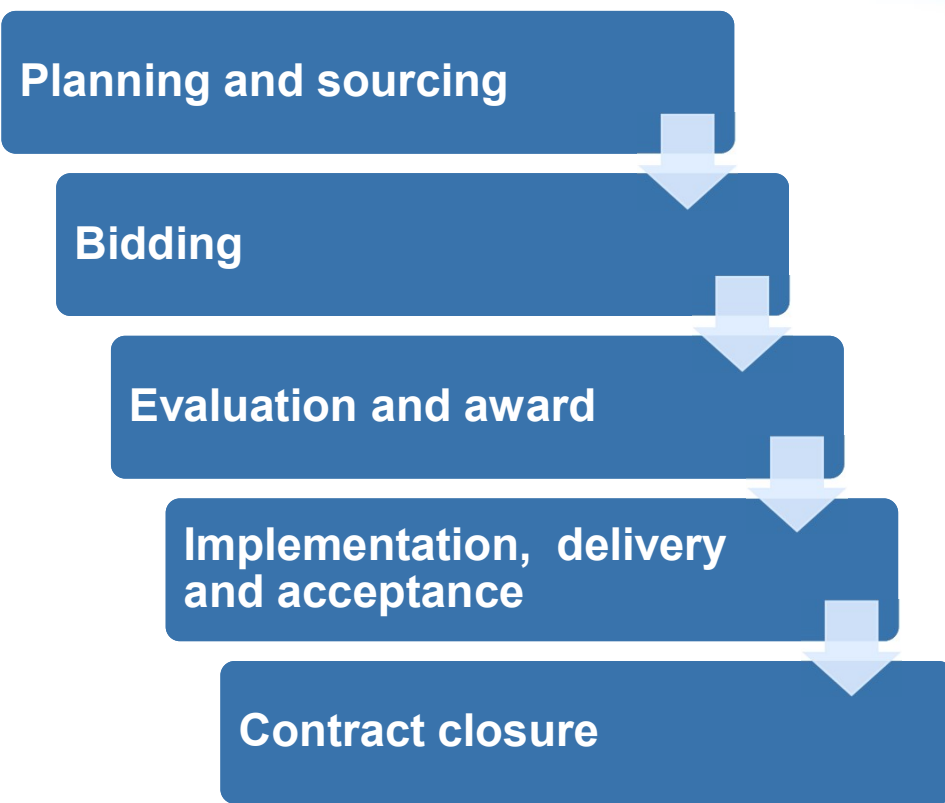 Planning and sourcing
Bidding
Evaluation and award
Implementation,  delivery
and acceptance
Contract closure